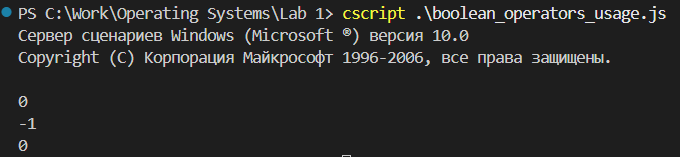 PS C:\Work\Operating Systems\Lab 1> cscript .\boolean_operators_usage.js
Сервер сценариев Windows (Microsoft ®) версия 10.0
Copyright (C) Корпорация Майкрософт 1996-2006, все права защищены.
0
-1
0